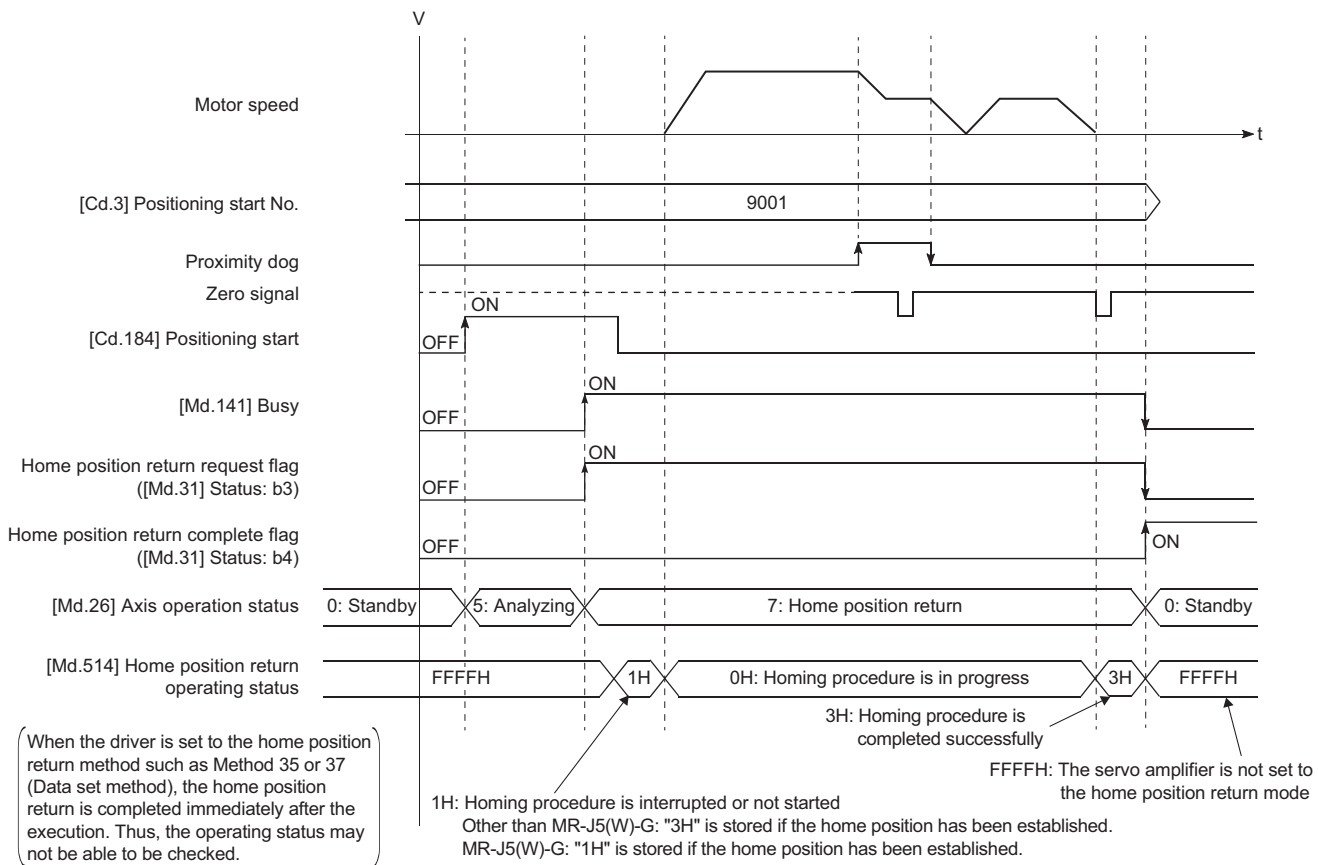 V
Motor speed
t
[Cd.3] Positioning start No.
9001
Proximity dog
Zero signal
ON
[Cd.184] Positioning start
OFF
ON
[Md.141] Busy
OFF
ON
Home position return request flag
([Md.31] Status: b3)
OFF
Home position return complete flag
([Md.31] Status: b4)
OFF
ON
[Md.26] Axis operation status
0: Standby
5: Analyzing
7: Home position return
0: Standby
[Md.514] Home position return
operating status
FFFFH
1H
0H: Homing procedure is in progress
3H
FFFFH
3H: Homing procedure is
completed successfully
When the driver is set to the home position
return method such as Method 35 or 37
(Data set method), the home position
return is completed immediately after the
execution. Thus, the operating status may
not be able to be checked.
FFFFH: The servo amplifier is not set to
the home position return mode
1H: Homing procedure is interrupted or not started
Other than MR-J5(W)-G: "3H" is stored if the home position has been established.
MR-J5(W)-G: "1H" is stored if the home position has been established.